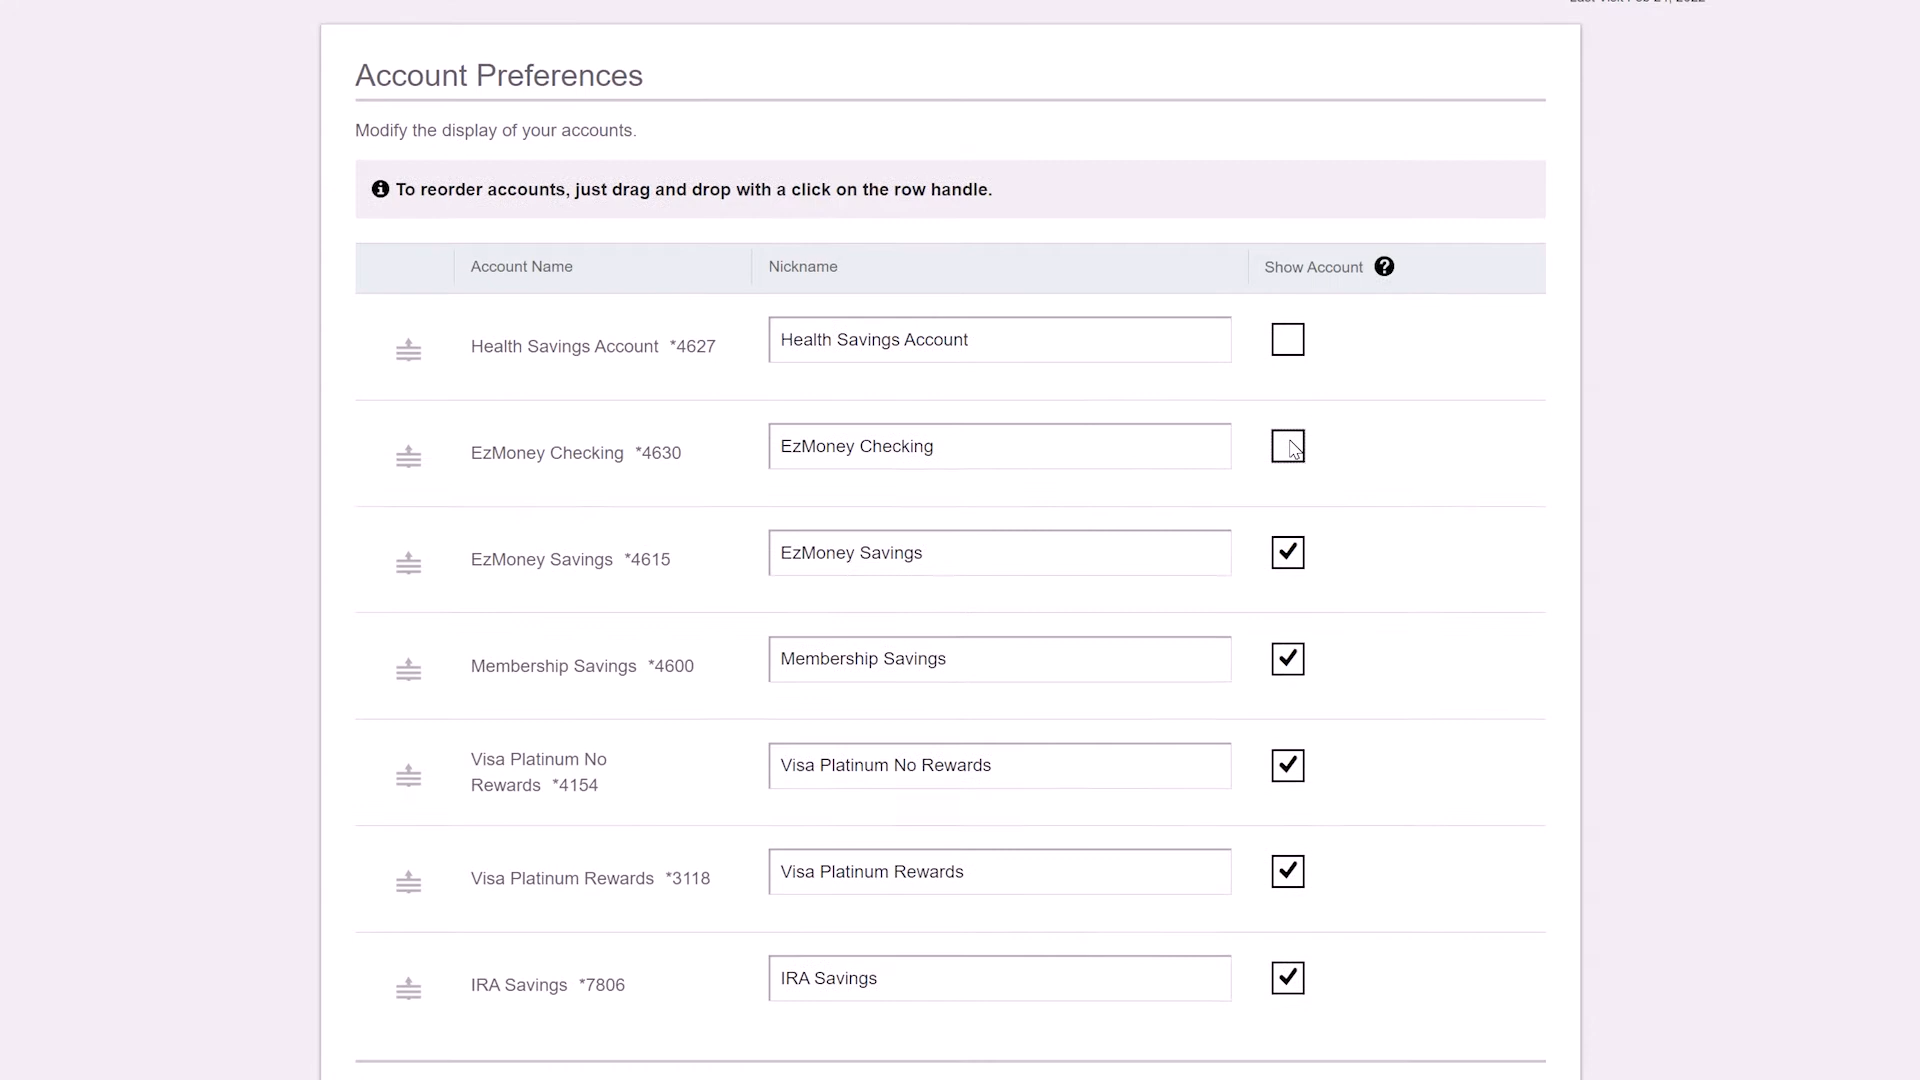 Account Preferences
Modify the display of your accounts.
To reorder accounts, just drag and drop with a click on the row handle.
Account Name Nickname Show Account
Health Savings Account *4627 Health Savings Account
EzMoney Checking *4630 EzMoney Checking
EzMoney Savings *4615 EzMoney Savings
Membership Savings *4600 Membership Savings
Visa Platinum No
Rewards *4154 Visa Platinum No Rewards
Visa Platinum Rewards *3118 Visa Platinum Rewards
IRA Savings *7806 IRA Savings